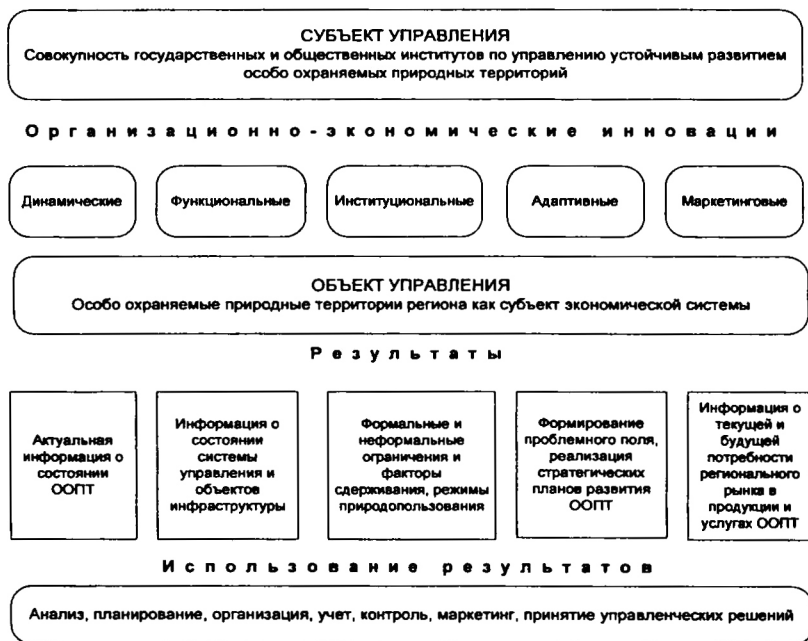 СУБЪЕКТ УПРАВЛЕНИЯ
Совокупность государственных и общественных институтов по управлению устойчивым развитием
особо охраняемых природных территорий
Организационно-экономические инновации
Динамические
Функциональные
Институциональные
Адаптивные
Маркетинговые
ОБЪЕКТ УПРАВЛЕНИЯ
Особо охраняемые природные территории региона как субъект экономической системы
Результаты
Актуальная
информация о
состоянии
ООПТ
Информация о
состоянии
системы
управления и
объектов
инфраструктуры
Формальные и
неформальные
ограничения и
факторы
сдерживания, режимы
природопользования
Формирование
проблемного поля,
реализация
стратегических
планов развития
ООПТ
Информация о
текущей и
будущей
потребности
регионального
рынка в
продукции и
услугах ООПТ
Использование результатов
Анализ, планирование, организация, учет, контроль, маркетинг, принятие управленческих решений